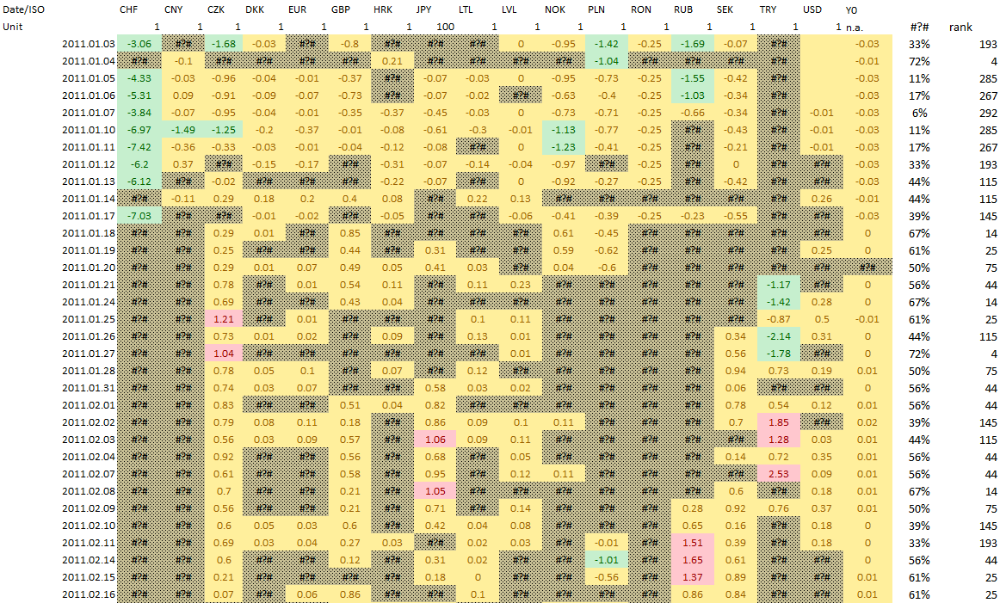 Date/ISO CHF CNY CZK DKK EUR GBP HRK JPY LTL LVL NOK PLN RON RUB SEK TRY USD Y0
Unit 1 1 1 1 1 1 1 100 1 1 1 1 1 1 1 1 1 n.a. #?# rank
2011.01.03 -3.06 #?# -1.68 -0.03 #?# -0.8 #?# #?# #?# 0 -0.95 -1.42 -0.25 -1.69 -0.07 #?# -0.03 33% 193
2011.01.04 #?# -0.1 #?# #?# #?# #?# 0.21 #?# #?# #?# #?# -1.04 #?# #?# #?# #?# -0.01 72% 4
2011.01.05 -4.33 -0.03 -0.96 -0.04 -0.01 -0.37 #?# -0.07 -0.03 0 -0.95 -0.73 -0.25 -1.55 -0.42 #?# -0.03 11% 285
2011.01.06 -5.31 0.09 -0.91 -0.09 -0.07 -0.73 #?# -0.07 -0.02 #?# -0.63 -0.4 -0.25 -1.03 -0.34 #?# -0.03 17% 267
2011.01.07 -3.84 -0.07 -0.95 -0.04 -0.01 -0.35 -0.37 -0.45 -0.03 0 -0.73 -0.71 -0.25 -0.66 -0.34 #?# -0.01 -0.03 6% 292
2011.01.10 -6.97 -1.49 -1.25 -0.2 -0.37 -0.01 -0.08 -0.61 -0.3 -0.01 -1.13 -0.77 -0.25 #?# -0.43 #?# -0.01 -0.03 11% 285
2011.01.11 -7.42 -0.36 -0.33 -0.03 -0.01 -0.04 -0.12 -0.08 #?# 0 -1.23 -0.41 -0.25 #?# -0.21 #?# -0.01 -0.03 17% 267
2011.01.12 -6.2 0.37 #?# -0.15 -0.17 #?# -0.31 -0.07 -0.14 -0.04 -0.97 #?# -0.25 #?# 0 #?# #?# -0.03 33% 193
2011.01.13 -6.12 #?# -0.02 #?# #?# #?# -0.22 -0.07 #?# 0 -0.92 -0.27 -0.25 #?# -0.42 #?# #?# -0.03 44% 115
2011.01.14 #?# -0.11 0.29 0.18 0.2 0.4 0.08 #?# 0.22 0.13 #?# #?# #?# #?# #?# #?# 0.26 -0.01 44% 115
2011.01.17 -7.03 #?# #?# -0.01 -0.02 #?# -0.05 #?# #?# -0.06 -0.41 -0.39 -0.25 -0.23 -0.55 #?# #?# -0.03 39% 145
2011.01.18 #?# #?# 0.29 0.01 #?# 0.85 #?# #?# #?# #?# 0.61 -0.45 #?# #?# #?# #?# #?# 0 67% 14
2011.01.19 #?# #?# 0.25 #?# #?# 0.44 #?# 0.31 #?# #?# 0.59 -0.62 #?# #?# #?# #?# 0.25 0 61% 25
2011.01.20 #?# #?# 0.29 0.01 0.07 0.49 0.05 0.41 0.03 #?# 0.04 -0.6 #?# #?# #?# #?# #?# #?# 50% 75
2011.01.21 #?# #?# 0.78 #?# 0.01 0.54 0.11 #?# 0.11 0.23 #?# #?# #?# #?# #?# -1.17 #?# 0 56% 44
2011.01.24 #?# #?# 0.69 #?# #?# 0.43 0.04 #?# #?# #?# #?# #?# #?# #?# #?# -1.42 0.28 0 67% 14
2011.01.25 #?# #?# 1.21 #?# 0.01 #?# #?# #?# 0.1 0.11 #?# #?# #?# #?# #?# -0.87 0.5 -0.01 61% 25
2011.01.26 #?# #?# 0.73 0.01 0.02 #?# 0.09 #?# 0.13 0.01 #?# #?# #?# #?# 0.34 -2.14 0.31 0 44% 115
2011.01.27 #?# #?# 1.04 #?# #?# #?# #?# #?# #?# 0.01 #?# #?# #?# #?# 0.56 -1.78 #?# 0 72% 4
2011.01.28 #?# #?# 0.78 0.05 0.1 #?# 0.07 #?# 0.12 #?# #?# #?# #?# #?# 0.94 0.73 0.19 0.01 50% 75
2011.01.31 #?# #?# 0.74 0.03 0.07 #?# #?# 0.58 0.03 0.02 #?# #?# #?# #?# 0.56 #?# #?# 0.01 56% 44
2011.02.01 #?# #?# 0.83 #?# #?# 0.51 0.04 0.82 #?# #?# #?# #?# #?# #?# 0.78 0.54 0.12 0.01 56% 44
2011.02.02 #?# #?# 0.79 0.08 0.11 0.18 #?# 0.86 0.09 0.1 0.11 #?# #?# #?# 0.7 1.85 #?# 0.02 39% 145
2011.02.03 #?# #?# 0.56 0.03 0.09 0.57 #?# 1.06 0.09 0.11 #?# #?# #?# #?# #?# 1.28 0.03 0.01 44% 115
2011.02.04 #?# #?# 0.92 #?# #?# 0.56 #?# 0.68 #?# 0.05 #?# #?# #?# #?# 0.14 0.72 0.35 0.01 56% 44
2011.02.07 #?# #?# 0.61 #?# #?# 0.58 #?# 0.95 #?# 0.12 0.11 #?# #?# #?# #?# 2.53 0.09 0.01 56% 44
2011.02.08 #?# #?# 0.7 #?# #?# 0.21 #?# 1.05 #?# #?# #?# #?# #?# #?# 0.6 #?# 0.18 0.01 67% 14
2011.02.09 #?# #?# 0.56 #?# #?# 0.21 #?# 0.71 #?# 0.14 #?# #?# #?# 0.28 0.92 0.76 0.37 0.01 50% 75
2011.02.10 #?# #?# 0.6 0.05 0.03 0.6 #?# 0.42 0.04 0.08 #?# #?# #?# 0.65 0.16 #?# 0.18 0 39% 145
2011.02.11 #?# #?# 0.69 0.03 0.04 0.27 0.03 #?# 0.02 0.03 #?# -0.01 #?# 1.51 0.39 #?# 0.18 0 33% 193
2011.02.14 #?# #?# 0.6 #?# #?# 0.12 #?# 0.31 0.02 #?# #?# -1.01 #?# 1.65 0.61 #?# #?# 0 56% 44
2011.02.15 #?# #?# 0.21 #?# #?# #?# #?# 0.18 0 #?# #?# -0.56 #?# 1.37 0.89 #?# #?# 0.01 61% 25
2011.02.16 #?# #?# 0.07 #?# 0.06 0.86 #?# #?# 0.1 #?# #?# #?# #?# 0.86 0.84 #?# #?# 0.01 61% 25